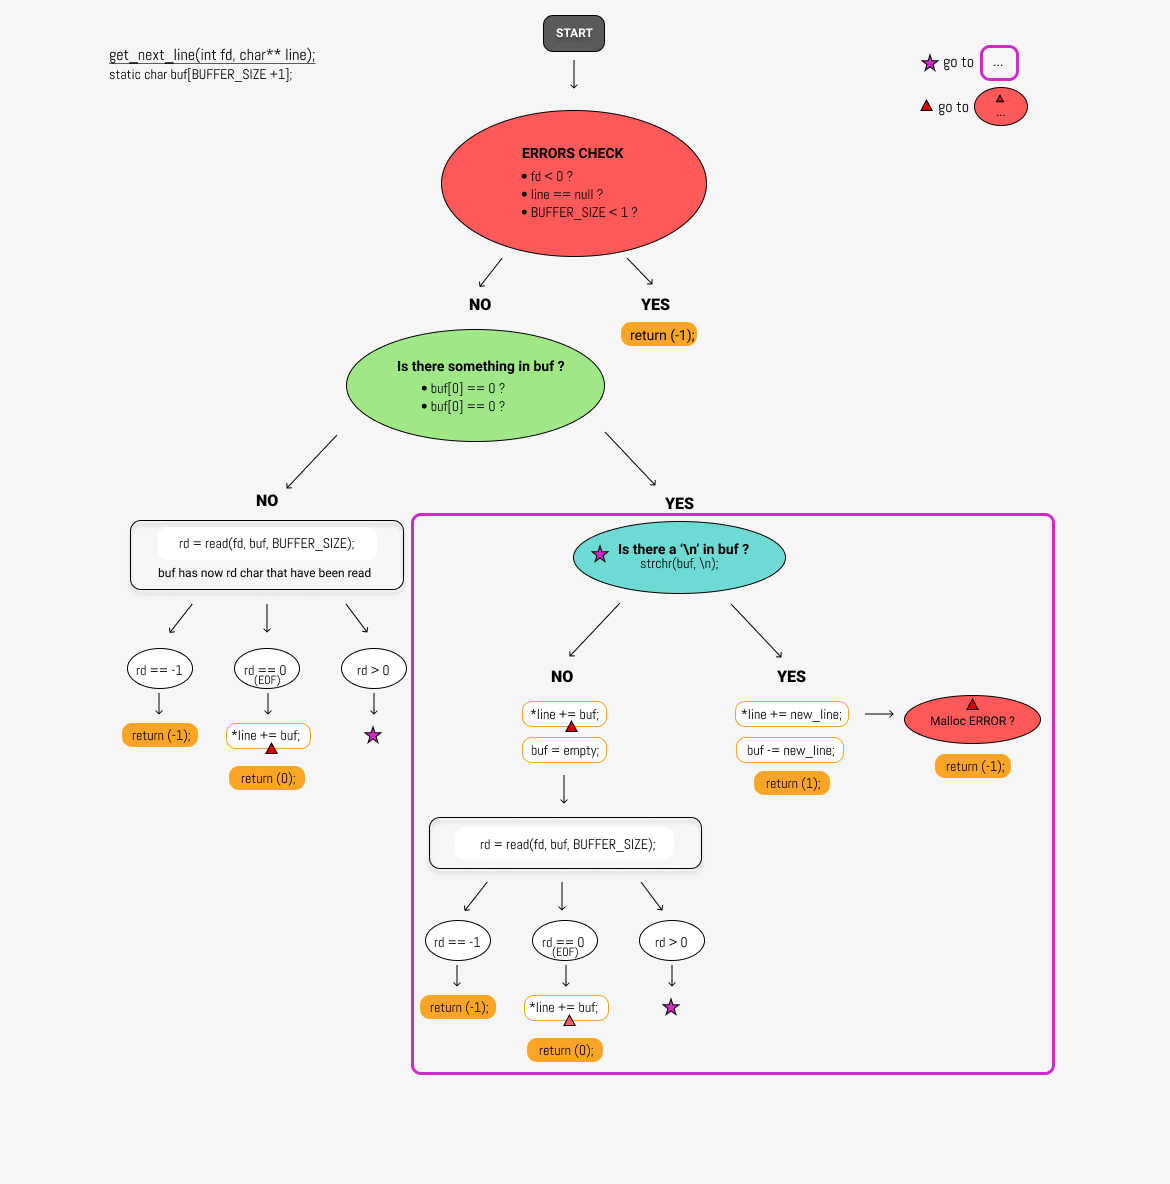 START
get_next_line(int fd, char** line);
static char buf[BUFFER_SIZE +1];
go to ...
go to ...
ERRORS CHECK
• fd < 0 ?
• line == null ?
• BUFFER_SIZE < 1 ?
NO
YES
return (-1);
Is there something in buf ?
• buf[0] == 0 ?
• buf[0] == 0 ?
NO
YES
rd = read(fd, buf, BUFFER_SIZE);
buf has now rd char that have been read
rd == -1
rd == 0
(EOF)
rd > 0
return (-1);
*line += buf;
return (0);
Is there a ‘\n’ in buf ?
strchr(buf, \n);
NO
YES
*line += buf;
buf = empty;
*line += new_line;
buf -= new_line;
return (1);
Malloc ERROR ?
return (-1);
rd = read(fd, buf, BUFFER_SIZE);
rd == -1
rd == 0
(EOF)
rd > 0
return (-1);
*line += buf;
return (0);